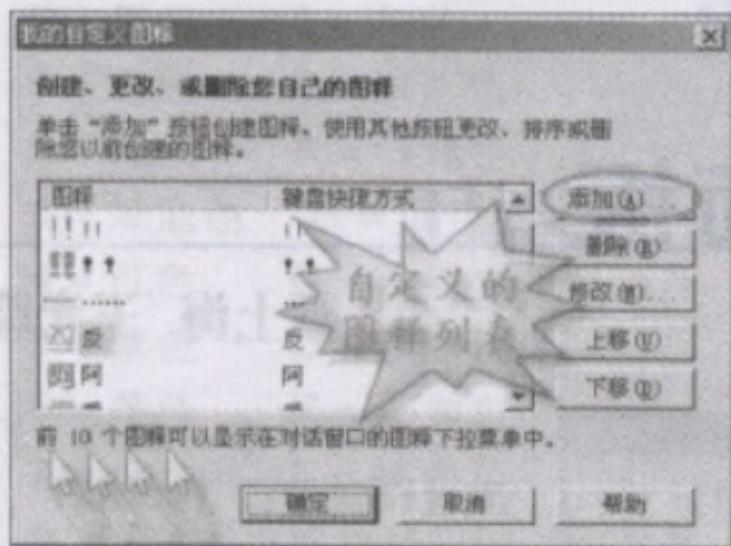 我的自定义图释
创建、更改、或删除您自己的图释
单击“添加”按钮创建图释。使用其他按钮更改、排序或删
除您以前创建的图释。
图释 键盘快捷方式
添加(A)...
!! !! !!
删除(R)
自定义的
图释列表
...... 修改(M)...
反 反
上移(U)
阿 阿
下移(D)
前 10 个图释可以显示在对话窗口的图释下拉菜单中。
确定 取消 帮助